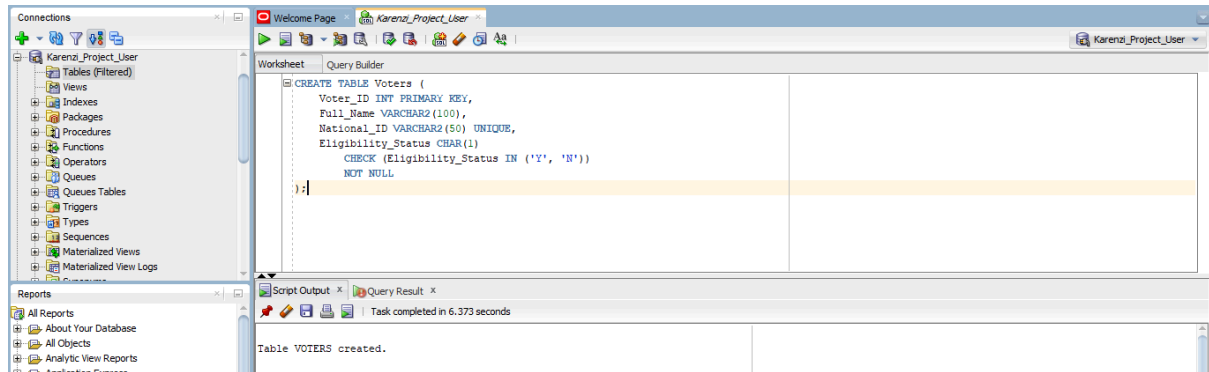 Connections
Karenzi_Project_User
Tables (Filtered)
Views
Indexes
Packages
Procedures
Functions
Operators
Queues
Queues Tables
Triggers
Types
Sequences
Materialized Views
Materialized View Logs
Reports
All Reports
About Your Database
All Objects
Analytic View Reports
Welcome Page
Karenzi_Project_User
Karenzi_Project_User
Worksheet Query Builder
CREATE TABLE Voters (
Voter_ID INT PRIMARY KEY,
Full_Name VARCHAR2(100),
National_ID VARCHAR2(50) UNIQUE,
Eligibility_Status CHAR(1)
CHECK (Eligibility_Status IN ('Y', 'N'))
NOT NULL
);
Script Output x Query Result x
Task completed in 6.373 seconds
Table VOTERS created.